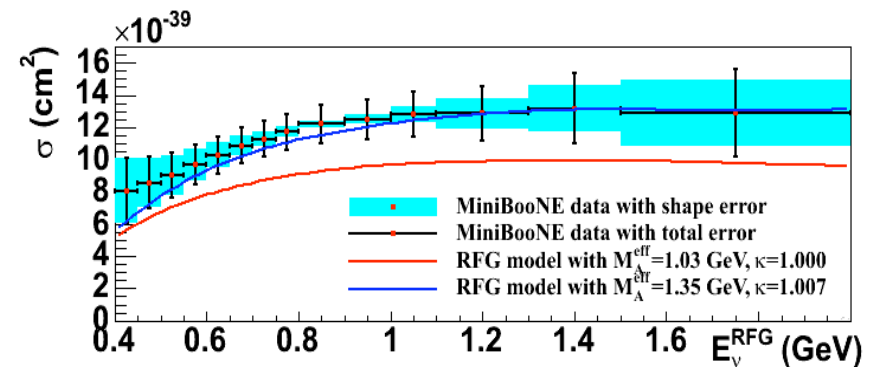 ×10⁻³⁹
σ (cm²)
16
14
12
10
8
6
4
2
0
MiniBooNE data with shape error
MiniBooNE data with total error
RFG model with M_A^eff=1.03 GeV, κ=1.000
RFG model with M_A^eff=1.35 GeV, κ=1.007
0.4 0.6 0.8 1 1.2 1.4 1.6
E_ν^RFG (GeV)